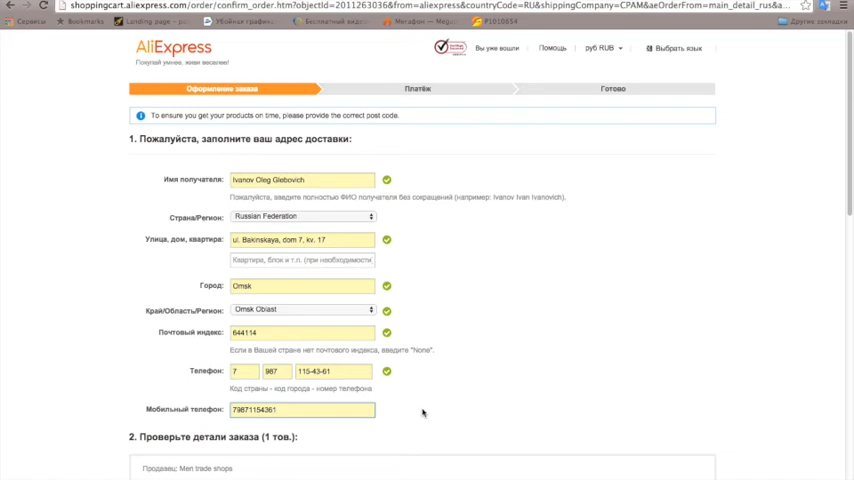 shoppingcart.aliexpress.com/order/confirm_order.htm?objectId=2011263036&from=aliexpress&countryCode=RU&shippingCompany=CPAM&aeOrderFrom=main_detail_rus&a...
Сервисы Bookmarks Landing page – раб Убойная график Бесплатный видео Мегафон — Мега P1010834 Другие закладки
AliExpress
Покупай умнее, живи веселее!
Вы уже вошли Помощь руб RUB Выбрать язык
Оформление заказа Платёж Готово
To ensure you get your products on time, please provide the correct post code.
1. Пожалуйста, заполните ваш адрес доставки:
Имя получателя: Ivanov Oleg Glebovich
Пожалуйста, введите полностью ФИО получателя без сокращений (например: Ivanov Ivan Ivanovich).
Страна/Регион: Russian Federation
Улица, дом, квартира: ul. Bakinskaya, dom 7, kv. 17
Квартира, блок и т.п. (при необходимости)
Город: Omsk
Край/Область/Регион: Omsk Oblast
Почтовый индекс: 644114
Если в Вашей стране нет почтового индекса, введите "None".
Телефон: 7 987 115-43-61
Код страны - код города - номер телефона
Мобильный телефон: 79871154361
2. Проверьте детали заказа (1 тов.):
Продавец: Men trade shops